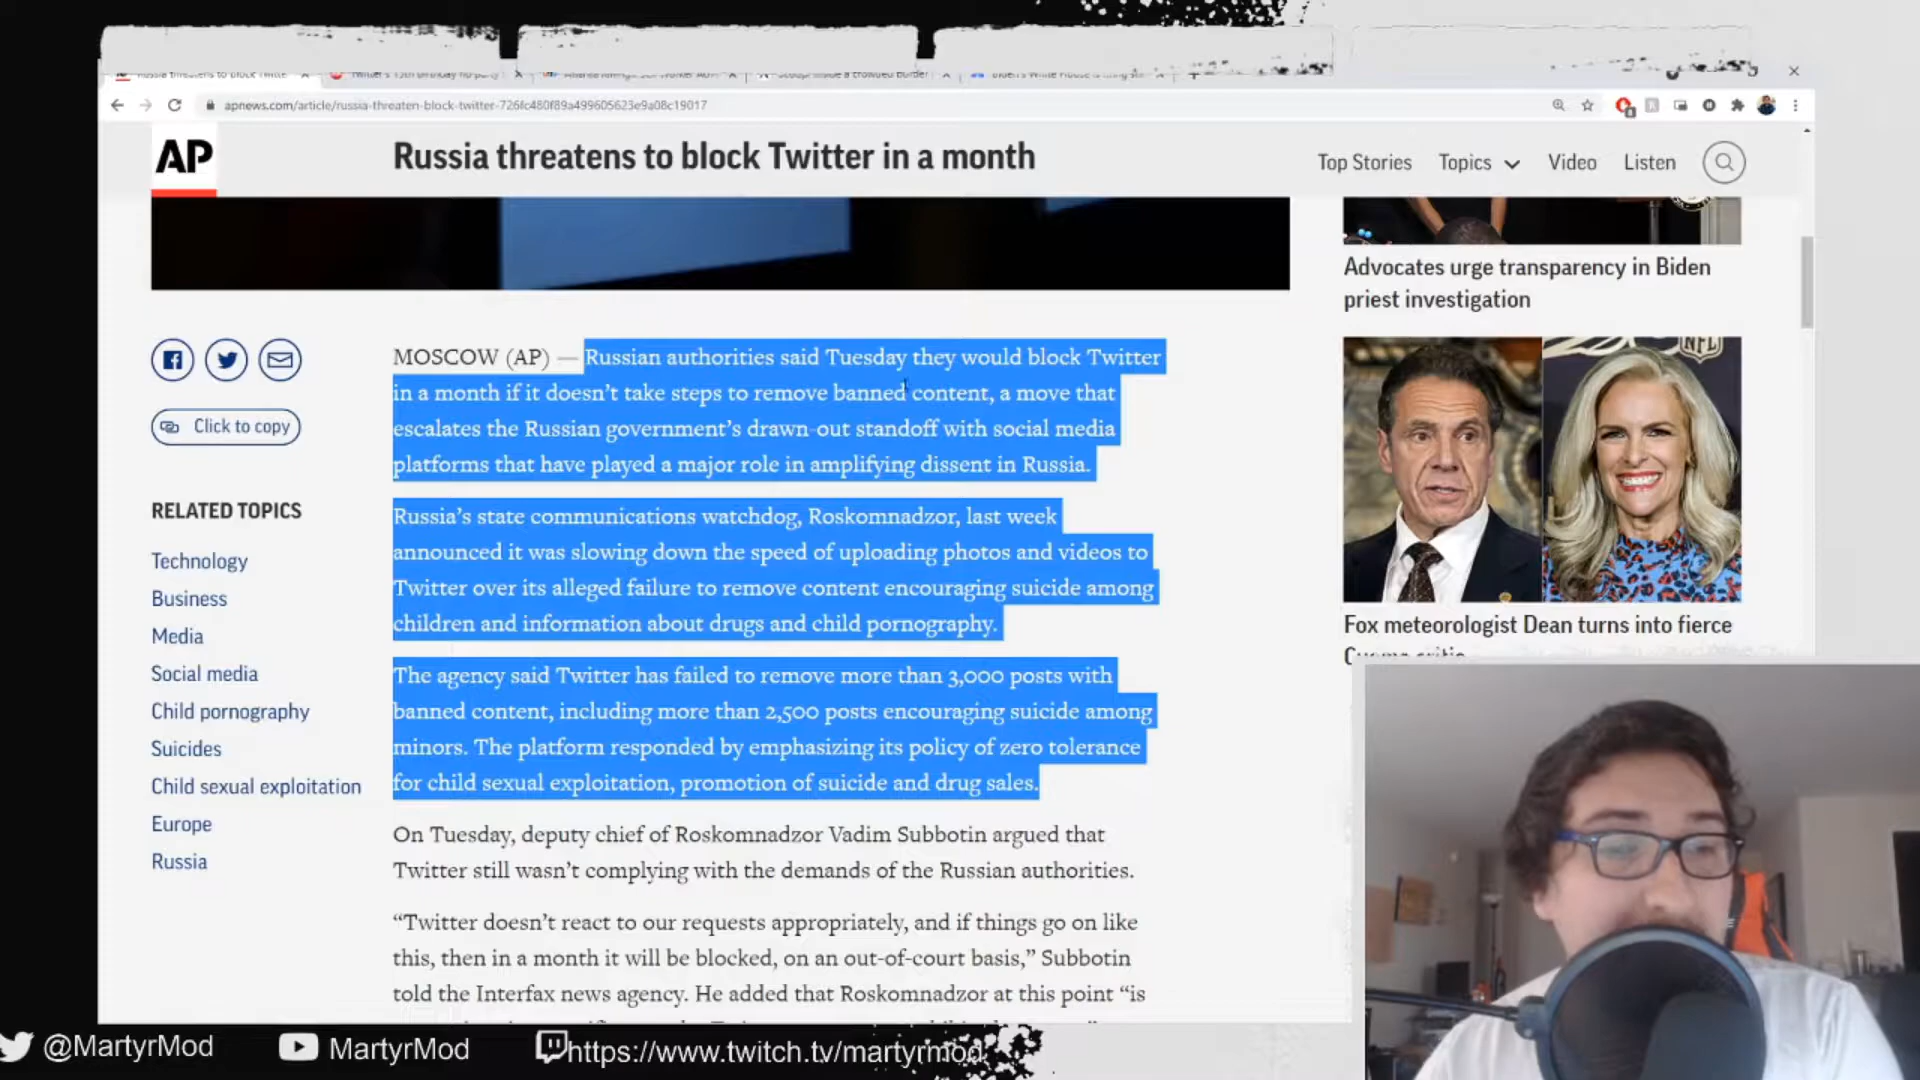 Russia threatens to block Twitte
Twitter's 15th birthday no party
apnews.com/article/russia-threaten-block-twitter-726fc480f89a499605623e9a08c19017
AP
Russia threatens to block Twitter in a month
Top Stories
Topics
Video
Listen
Advocates urge transparency in Biden
priest investigation
NFL
Fox meteorologist Dean turns into fierce
Cuomo critic
Click to copy
RELATED TOPICS
Technology
Business
Media
Social media
Child pornography
Suicides
Child sexual exploitation
Europe
Russia
MOSCOW (AP) — Russian authorities said Tuesday they would block Twitter
in a month if it doesn’t take steps to remove banned content, a move that
escalates the Russian government’s drawn-out standoff with social media
platforms that have played a major role in amplifying dissent in Russia.
Russia’s state communications watchdog, Roskomnadzor, last week
announced it was slowing down the speed of uploading photos and videos to
Twitter over its alleged failure to remove content encouraging suicide among
children and information about drugs and child pornography.
The agency said Twitter has failed to remove more than 3,000 posts with
banned content, including more than 2,500 posts encouraging suicide among
minors. The platform responded by emphasizing its policy of zero tolerance
for child sexual exploitation, promotion of suicide and drug sales.
On Tuesday, deputy chief of Roskomnadzor Vadim Subbotin argued that
Twitter still wasn’t complying with the demands of the Russian authorities.
“Twitter doesn’t react to our requests appropriately, and if things go on like
this, then in a month it will be blocked, on an out-of-court basis,” Subbotin
told the Interfax news agency. He added that Roskomnadzor at this point “is
@MartyrMod
MartyrMod
https://www.twitch.tv/martyrmod